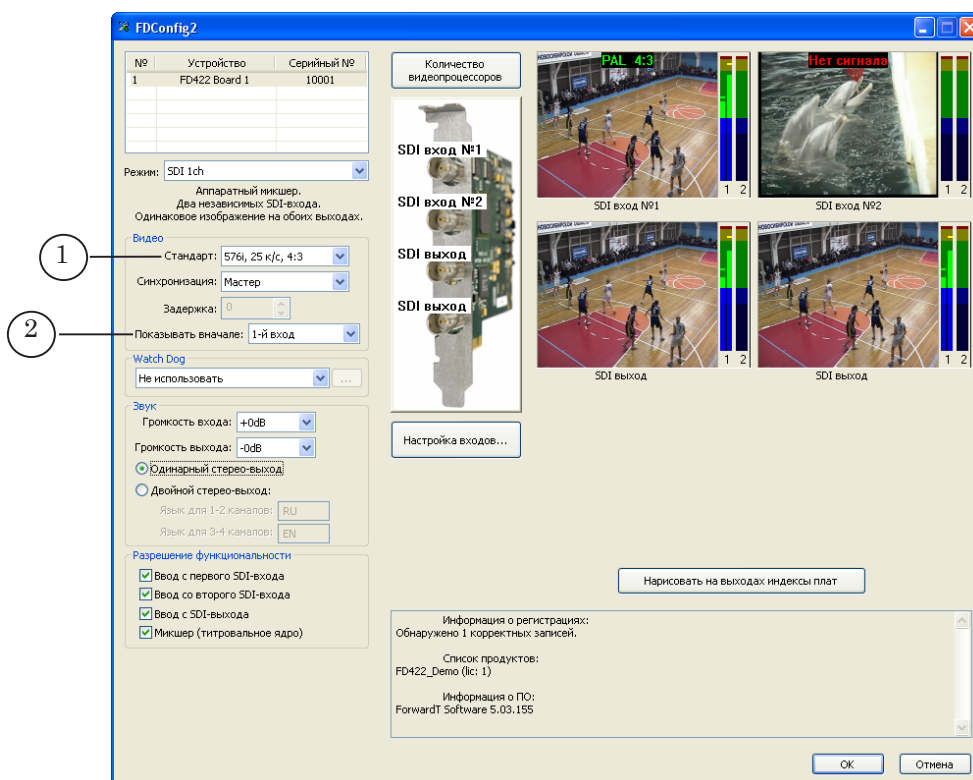 FDConfig2
№ Устройство Серийный №
1 FD422 Board 1 10001
Режим: SDI 1ch
Аппаратный микшер.
Два независимых SDI-входа.
Одинаковое изображение на обоих выходах.
Видео
1
Стандарт: 576i, 25 к/с, 4:3
Синхронизация: Мастер
Задержка: 0
2
Показывать вначале: 1-й вход
Watch Dog
Не использовать ...
Звук
Громкость входа: +0dB
Громкость выхода: -0dB
Одинарный стерео-выход
Двойной стерео-выход:
Язык для 1-2 каналов: RU
Язык для 3-4 каналов: EN
Разрешение функциональности
Ввод с первого SDI-входа
Ввод со второго SDI-входа
Ввод с SDI-выхода
Микшер (титровальное ядро)
Количество
видеопроцессоров
SDI вход №1
SDI вход №2
SDI выход
SDI выход
Настройка входов...
НОВОСИБИРСКОЙ ОБЛАСТИ
PAL 4:3
1 2
SDI вход №1
Нет сигнала
1 2
SDI вход №2
НОВОСИБИРСКОЙ ОБЛАСТИ
1 2
SDI выход
НОВОСИБИРСКОЙ ОБЛАСТИ
1 2
SDI выход
Нарисовать на выходах индексы плат
Информация о регистрациях:
Обнаружено 1 корректных записей.
Список продуктов:
FD422_Demo (lic: 1)
Информация о ПО:
ForwardT Software 5.03.155
OK Отмена